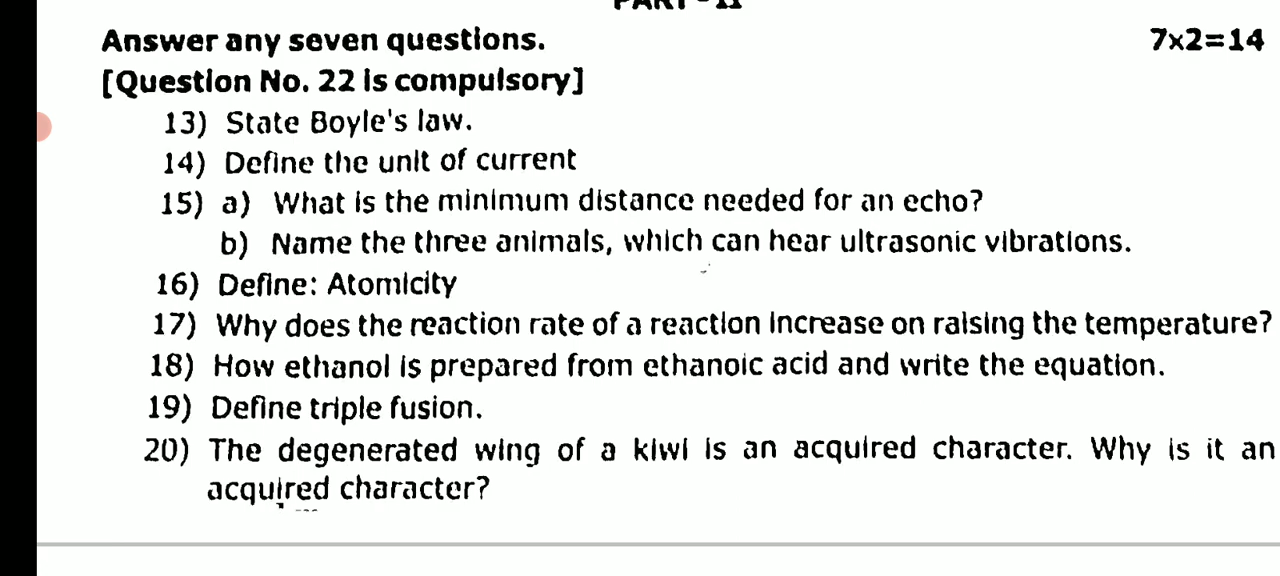 PART - II
Answer any seven questions. 7x2=14
[Question No. 22 is compulsory]
13) State Boyle's law.
14) Define the unit of current
15) a) What is the minimum distance needed for an echo?
b) Name the three animals, which can hear ultrasonic vibrations.
16) Define: Atomicity
17) Why does the reaction rate of a reaction increase on raising the temperature?
18) How ethanol is prepared from ethanoic acid and write the equation.
19) Define triple fusion.
20) The degenerated wing of a kiwi is an acquired character. Why is it an
acquired character?